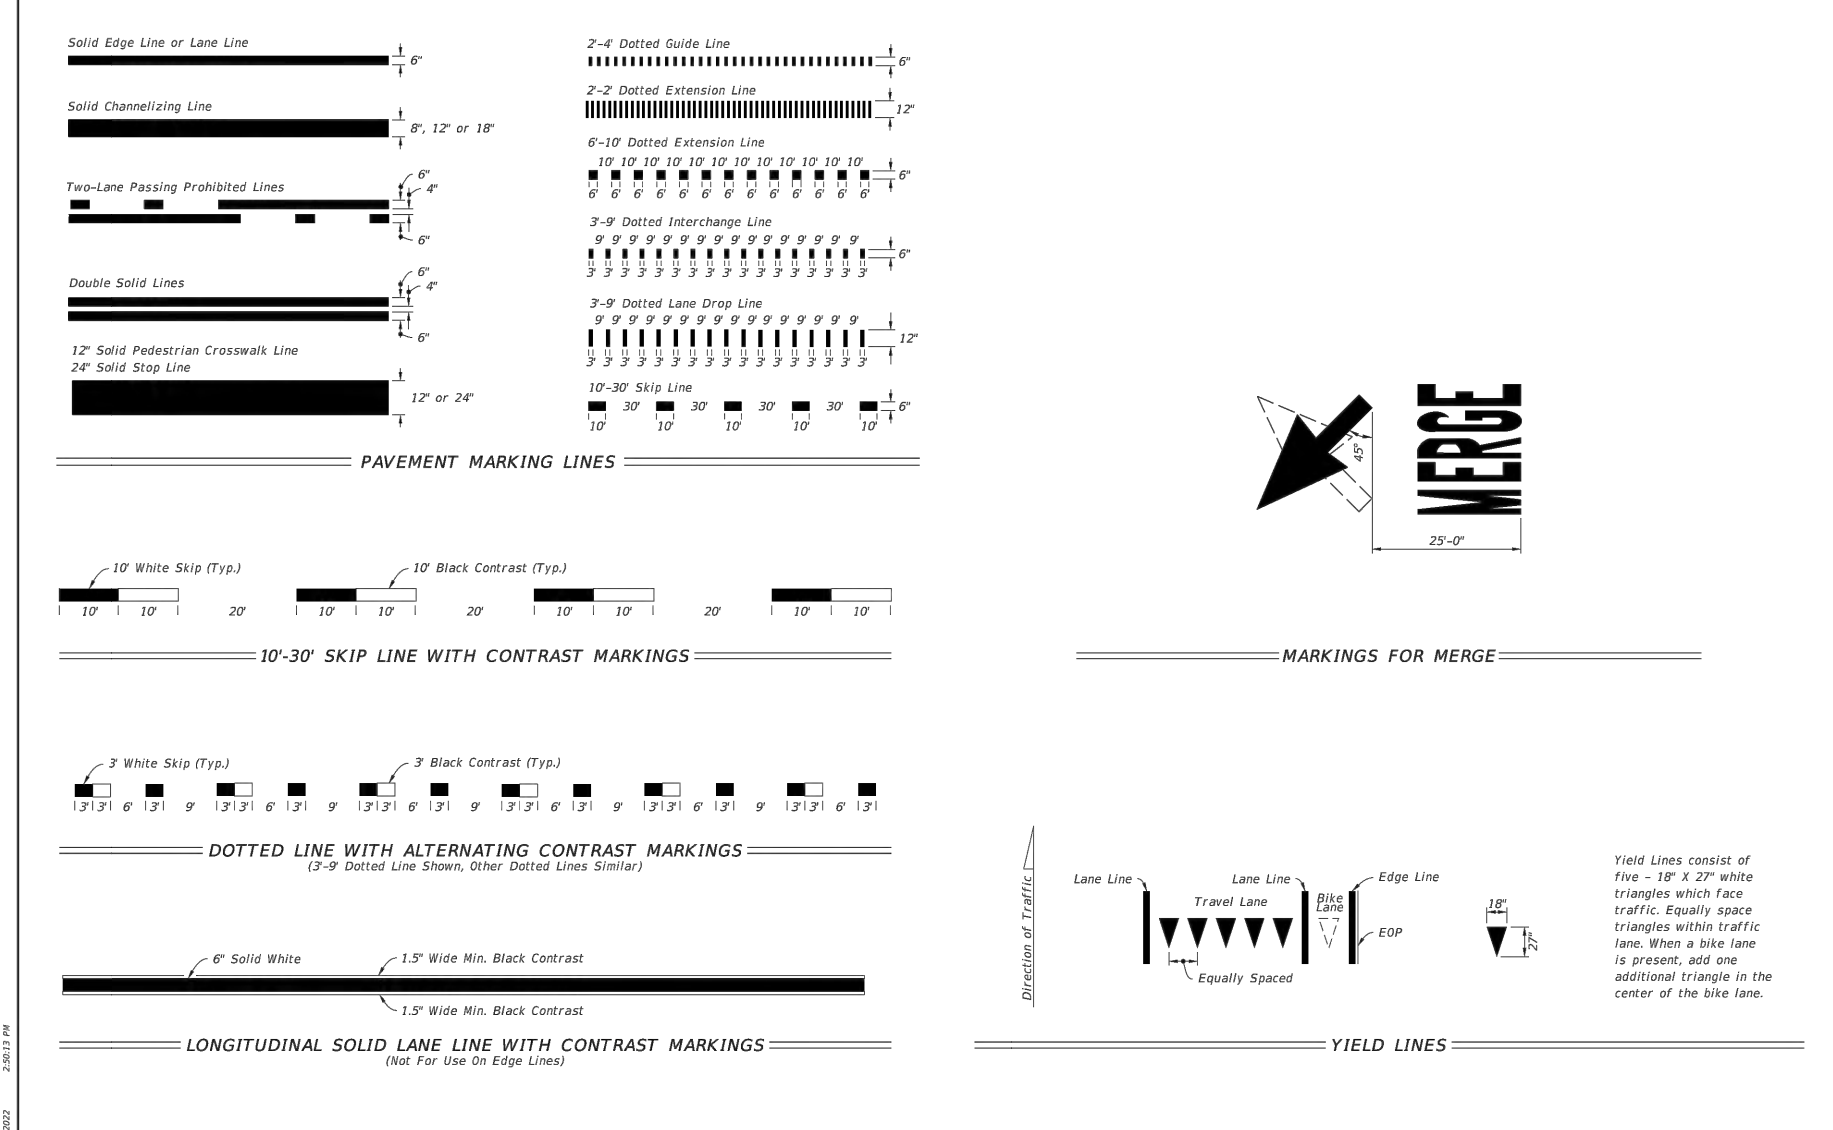 Solid Edge Line or Lane Line
6"
Solid Channelizing Line
8", 12" or 18"
Two-Lane Passing Prohibited Lines
6"
4"
6"
Double Solid Lines
6"
4"
6"
12" Solid Pedestrian Crosswalk Line
24" Solid Stop Line
12" or 24"
2'-4' Dotted Guide Line
6"
2'-2' Dotted Extension Line
12"
6'-10' Dotted Extension Line
10' 10' 10' 10' 10' 10' 10' 10' 10' 10' 10' 10'
6"
6' 6' 6' 6' 6' 6' 6' 6' 6' 6' 6' 6' 6'
3'-9' Dotted Interchange Line
9' 9' 9' 9' 9' 9' 9' 9' 9' 9' 9' 9' 9' 9' 9' 9'
6"
3' 3' 3' 3' 3' 3' 3' 3' 3' 3' 3' 3' 3' 3' 3' 3' 3'
3'-9' Dotted Lane Drop Line
9' 9' 9' 9' 9' 9' 9' 9' 9' 9' 9' 9' 9' 9' 9' 9'
12"
3' 3' 3' 3' 3' 3' 3' 3' 3' 3' 3' 3' 3' 3' 3' 3' 3'
10'-30' Skip Line
30' 30' 30' 30'
6"
10' 10' 10' 10' 10'
PAVEMENT MARKING LINES
10' White Skip (Typ.)
10' Black Contrast (Typ.)
10' 10' 20' 10' 10' 20' 10' 10' 20' 10' 10'
10'-30' SKIP LINE WITH CONTRAST MARKINGS
3' White Skip (Typ.)
3' Black Contrast (Typ.)
3' 3' 6' 3' 9' 3' 3' 6' 3' 9' 3' 3' 6' 3' 9' 3' 3' 6' 3' 9' 3' 3' 6' 3' 9' 3' 3' 6' 3'
DOTTED LINE WITH ALTERNATING CONTRAST MARKINGS
(3'-9' Dotted Line Shown, Other Dotted Lines Similar)
6" Solid White
1.5" Wide Min. Black Contrast
1.5" Wide Min. Black Contrast
LONGITUDINAL SOLID LANE LINE WITH CONTRAST MARKINGS
(Not For Use On Edge Lines)
45°
MERGE
25'-0"
MARKINGS FOR MERGE
Direction of Traffic
Lane Line
Travel Lane
Lane Line
Bike
Lane
Edge Line
EOP
Equally Spaced
18"
27"
Yield Lines consist of
five - 18" X 27" white
triangles which face
traffic. Equally space
triangles within traffic
lane. When a bike lane
is present, add one
additional triangle in the
center of the bike lane.
YIELD LINES
2:50:13 PM
2022